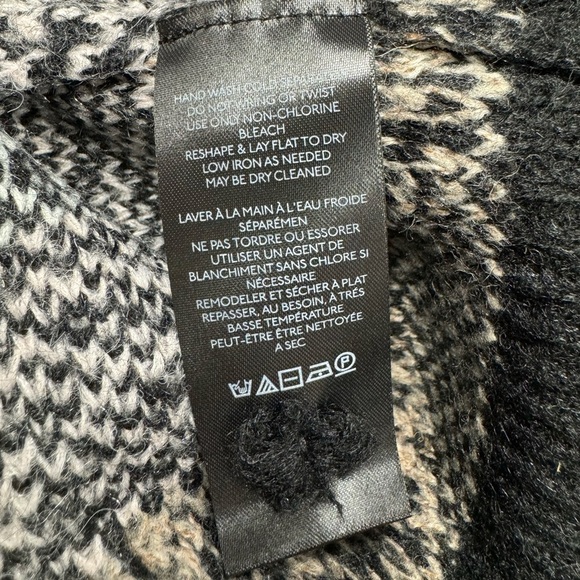 HAND WASH COLD SEPARATELY
DO NOT WRING OR TWIST
USE ONLY NON-CHLORINE
BLEACH
RESHAPE & LAY FLAT TO DRY
LOW IRON AS NEEDED
MAY BE DRY CLEANED
LAVER À LA MAIN À L'EAU FROIDE
SÉPARÉMEN
NE PAS TORDRE OU ESSORER
UTILISER UN AGENT DE
BLANCHIMENT SANS CHLORE SI
NÉCESSAIRE
REMODELER ET SÉCHER À PLAT
REPASSER, AU BESOIN, À TRÉS
BASSE TEMPÉRATURE
PEUT-ÊTRE ÊTRE NETTOYÉE
A SEC
P